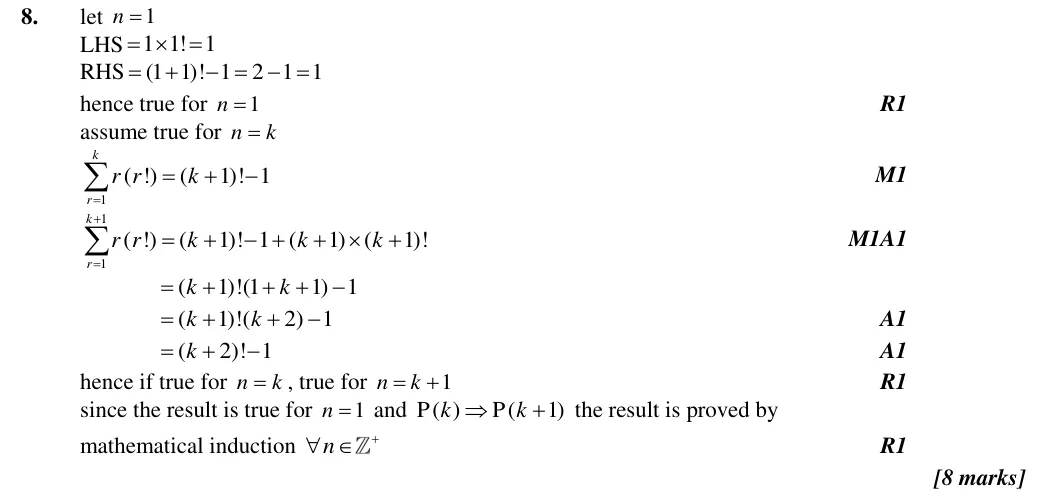 8. let n = 1
LHS = 1 × 1! = 1
RHS = (1 + 1)! − 1 = 2 − 1 = 1
hence true for n = 1 R1
assume true for n = k
∑_{r=1}^{k} r(r!) = (k + 1)! − 1 M1
∑_{r=1}^{k+1} r(r!) = (k + 1)! − 1 + (k + 1) × (k + 1)! M1A1
= (k + 1)!(1 + k + 1) − 1
= (k + 1)!(k + 2) − 1 A1
= (k + 2)! − 1 A1
hence if true for n = k , true for n = k + 1 R1
since the result is true for n = 1 and P(k) ⇒ P(k + 1) the result is proved by
mathematical induction ∀n ∈ ℤ⁺ R1
[8 marks]